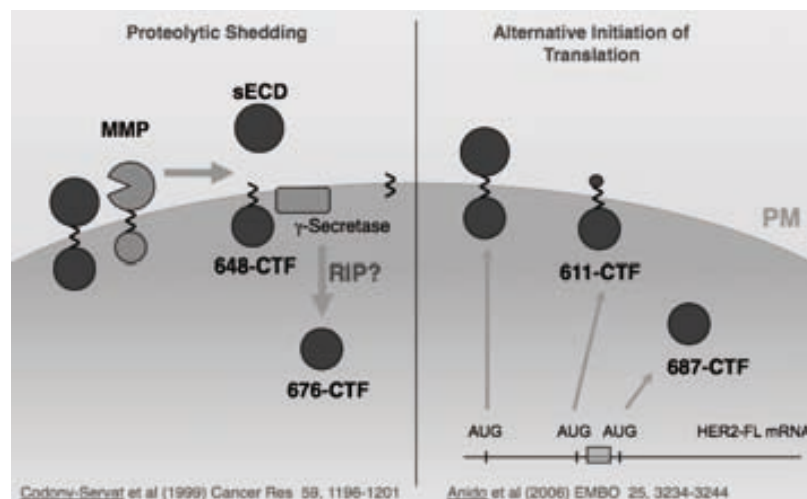 Proteolytic Shedding
Alternative Initiation of
Translation
sECD
MMP
γ-Secretase
648-CTF
RIP?
676-CTF
PM
611-CTF
687-CTF
AUG AUG AUG HER2-FL mRNA
Codony-Servat et al (1999) Cancer Res 59, 1196-1201
Anido et al (2006) EMBO 25, 3234-3244